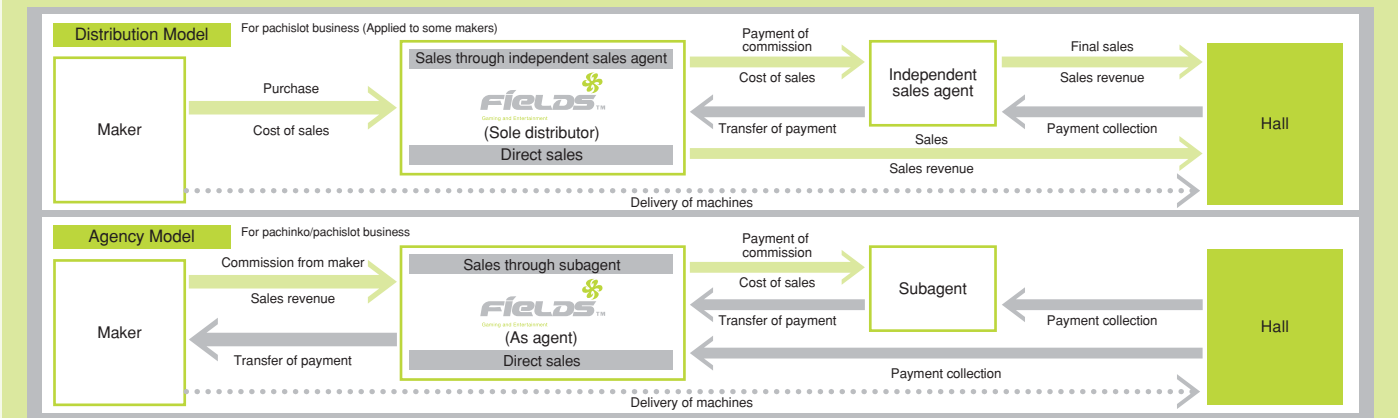 Distribution Model
For pachislot business (Applied to some makers)
Maker
Purchase
Cost of sales
Sales through independent sales agent
FIELDS TM
Gaming and Entertainment
(Sole distributor)
Direct sales
Payment of
commission
Cost of sales
Transfer of payment
Independent
sales agent
Final sales
Sales revenue
Payment collection
Sales
Sales revenue
Hall
Delivery of machines
Agency Model
For pachinko/pachislot business
Maker
Commission from maker
Sales revenue
Transfer of payment
Sales through subagent
FIELDS TM
Gaming and Entertainment
(As agent)
Direct sales
Payment of
commission
Cost of sales
Transfer of payment
Subagent
Payment collection
Payment collection
Hall
Delivery of machines